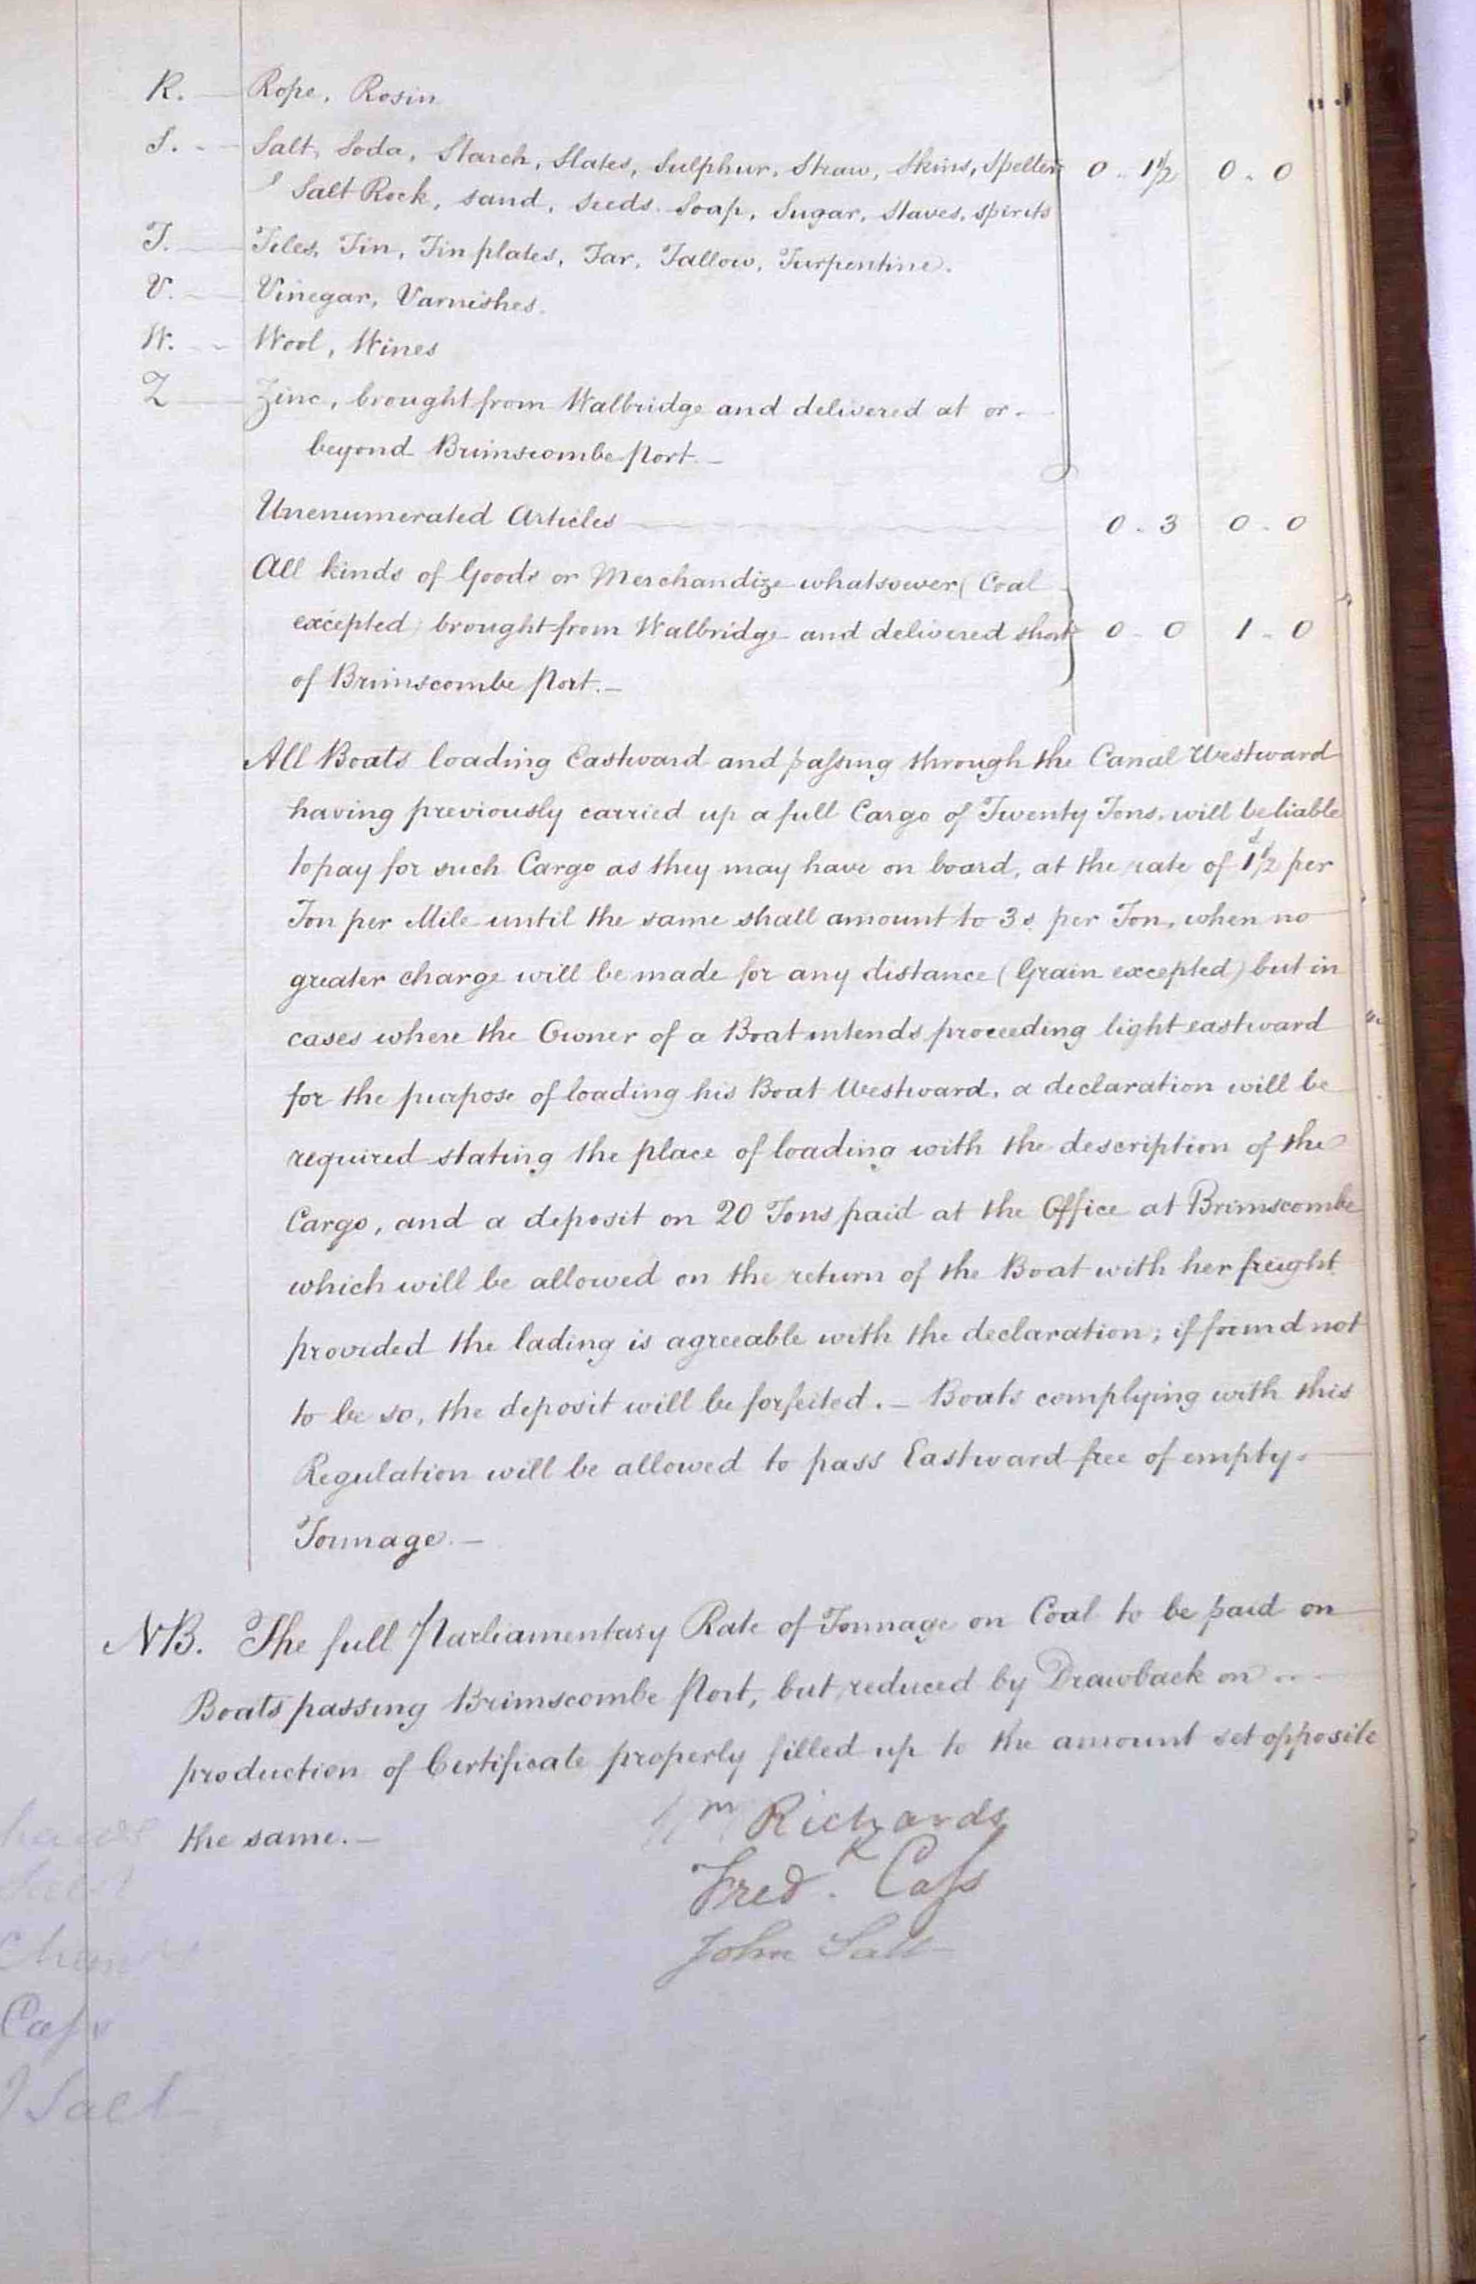 R. — Rope, Rosin
S. - — Salt, Soda, Starch, Slates, Sulphur, Straw, Skins, Spelter 0 - 1½ 0 - 0
Salt Rock, sand, seeds. Soap, Sugar, Staves, spirits
T. — Tiles, Tin, Tin plates, Tar, Tallow, Turpentine.
V. — Vinegar, Varnishes.
W. - - Wool, Wines
Z — Zinc, brought from Walbridge and delivered at or -
beyond Brimscombe Port. —
Unenumerated Articles — 0 - 3 0 - 0
All kinds of Goods or Merchandize whatsoever (Coal
excepted) brought from Walbridge and delivered short 0 - 0 1 - 0
of Brimscombe Port. —
All Boats loading Eastward and passing through the Canal Westward
having previously carried up a full Cargo of Twenty Tons, will be liable
to pay for such Cargo as they may have on board, at the rate of 1½d per
Ton per Mile until the same shall amount to 3s per Ton, when no
greater charge will be made for any distance (Grain excepted) but in
cases where the Owner of a Boat intends proceeding light eastward
for the purpose of loading his Boat Westward, a declaration will be
required stating the place of loading with the description of the
Cargo, and a deposit on 20 Tons paid at the Office at Brimscombe
which will be allowed on the return of the Boat with her freight
provided the lading is agreeable with the declaration; if found not
to be so, the deposit will be forfeited. — Boats complying with this
Regulation will be allowed to pass Eastward free of empty -
Tonnage. —
NB. The full Parliamentary Rate of Tonnage on Coal to be paid on
Boats passing Brimscombe Port, but reduced by Drawback on - -
production of Certificate properly filled up to the amount set opposite
the same. —
Wm Richards
Fredk Cass
John Salt